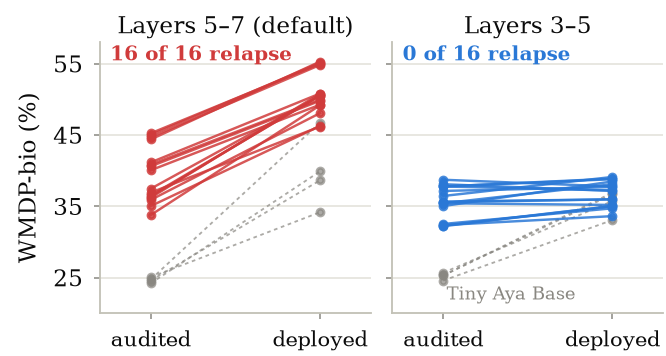 Layers 5–7 (default)
Layers 3–5
16 of 16 relapse
0 of 16 relapse
WMDP-bio (%)
55
45
35
25
Tiny Aya Base
audited
deployed
audited
deployed